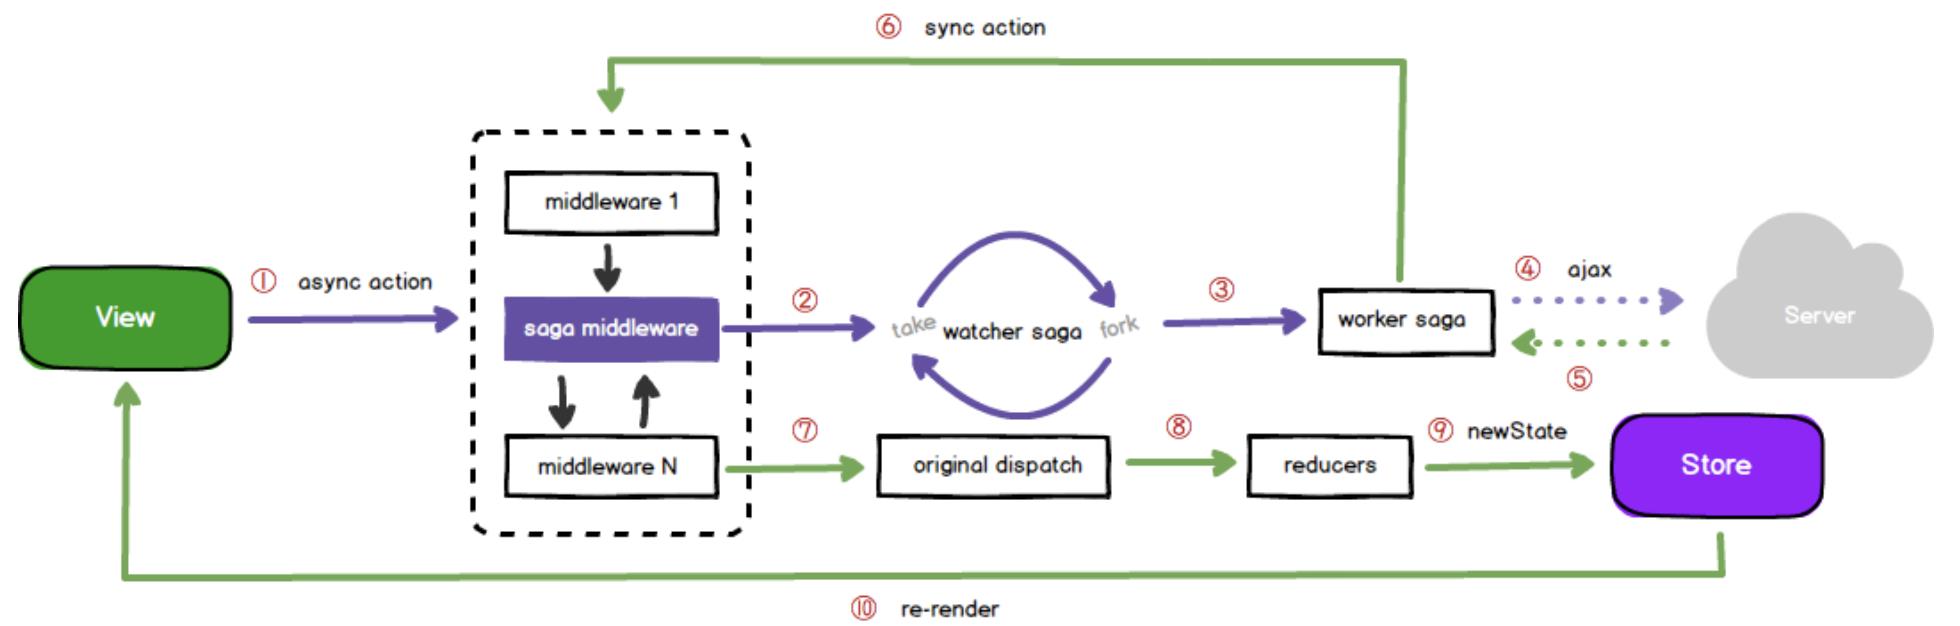 ⑥ sync action
middleware 1
① async action
View
saga middleware
②
take watcher saga fork
③
worker saga
④ ajax
Server
⑤
middleware N
⑦
original dispatch
⑧
reducers
⑨ newState
Store
⑩ re-render